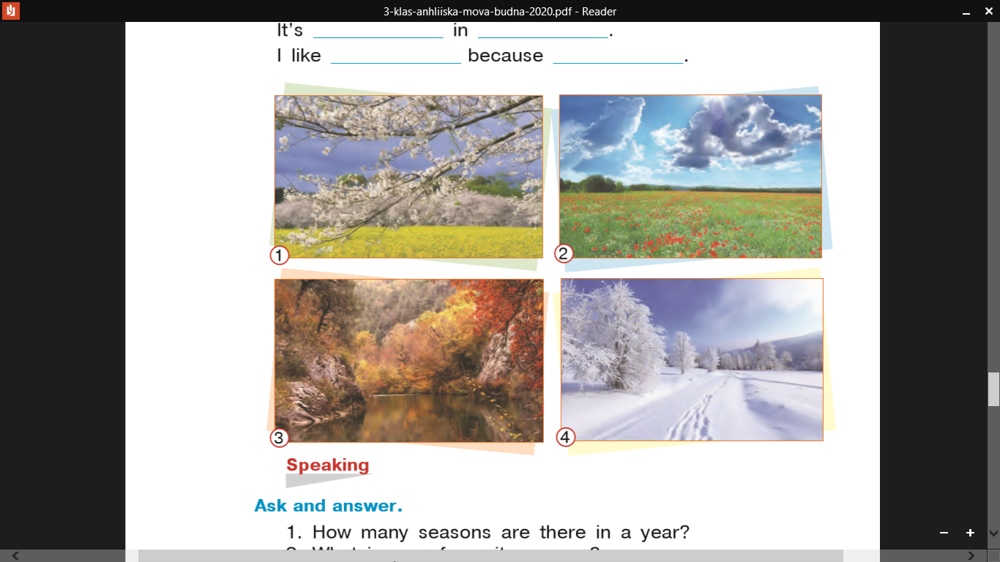 3-klas-anhliiska-mova-budna-2020.pdf - Reader
It's ____________ in ____________.
I like ____________ because ____________.
1
2
3
4
Speaking
Ask and answer.
1. How many seasons are there in a year?